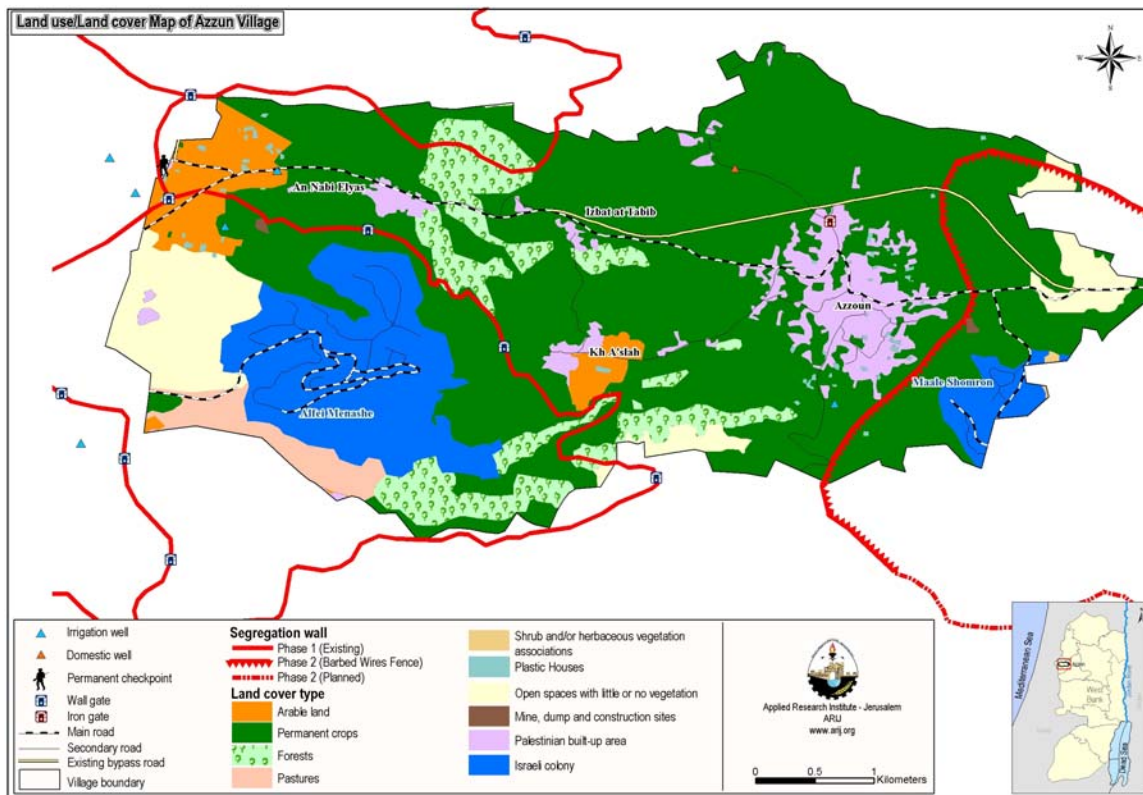 Land use/Land cover Map of Azzun Village
N
W E
S
An Nabi Elyas
Izbat at Tabib
Azzoun
Kh A'slah
Alfei Menashe
Maale Shomron
Irrigation well
Domestic well
Permanent checkpoint
Wall gate
Iron gate
Main road
Secondary road
Existing bypass road
Village boundary
Segregation wall
Phase 1 (Existing)
Phase 2 (Barbed Wires Fence)
Phase 2 (Planned)
Land cover type
Arable land
Permanent crops
Forests
Pastures
Shrub and/or herbaceous vegetation
associations
Plastic Houses
Open spaces with little or no vegetation
Mine, dump and construction sites
Palestinian built-up area
Israeli colony
Applied Research Institute - Jerusalem
ARIJ
www.arij.org
0 0.5 1
Kilometers
Mediterranean Sea
West
Bank
Dead Sea